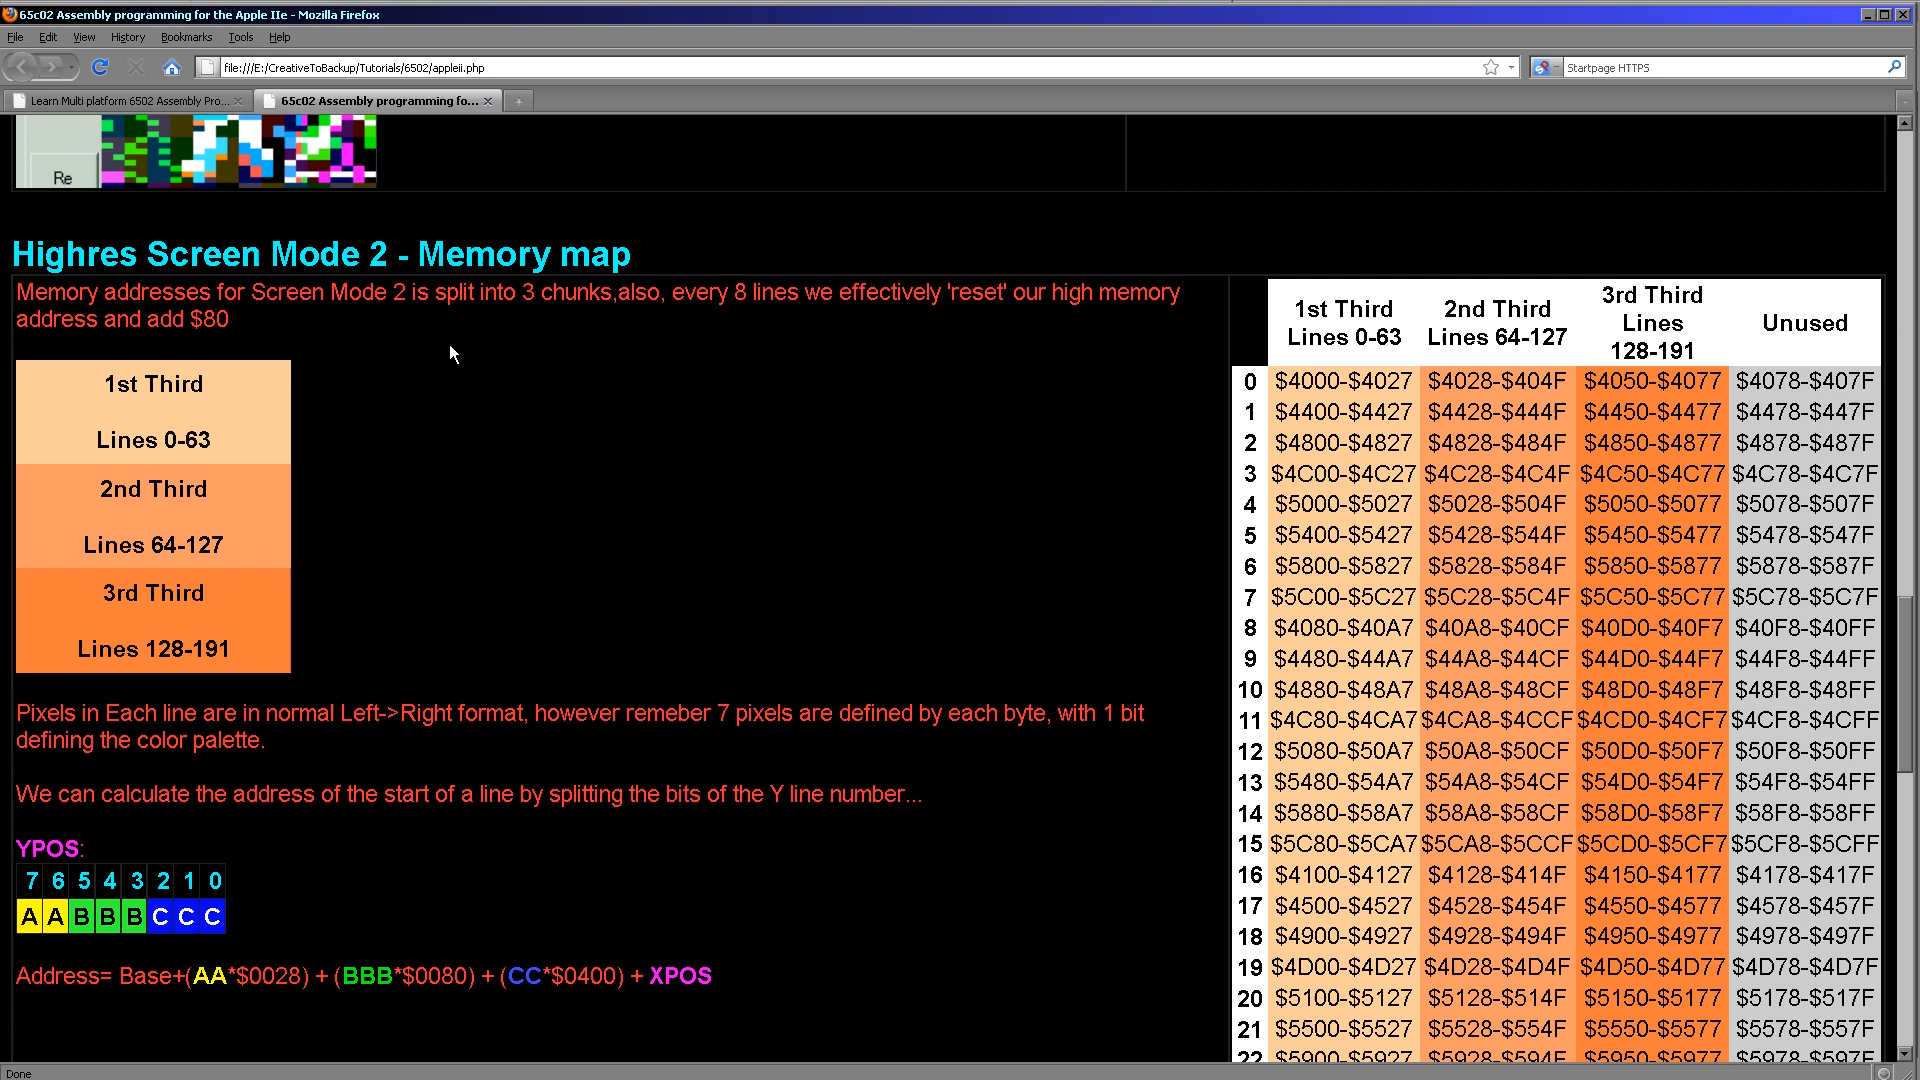 65c02 Assembly programming for the Apple IIe - Mozilla Firefox
File Edit View History Bookmarks Tools Help
file:///E:/CreativeToBackup/Tutorials/6502/appleii.php
Startpage HTTPS
Learn Multi platform 6502 Assembly Pro...
65c02 Assembly programming fo...
Re
Highres Screen Mode 2 - Memory map
Memory addresses for Screen Mode 2 is split into 3 chunks,also, every 8 lines we effectively 'reset' our high memory
address and add $80
1st Third
Lines 0-63
2nd Third
Lines 64-127
3rd Third
Lines 128-191
Pixels in Each line are in normal Left->Right format, however remeber 7 pixels are defined by each byte, with 1 bit
defining the color palette.
We can calculate the address of the start of a line by splitting the bits of the Y line number...
YPOS:
7 6 5 4 3 2 1 0
A A B B B C C C
Address= Base+(AA*$0028) + (BBB*$0080) + (CC*$0400) + XPOS
1st Third
Lines 0-63
2nd Third
Lines 64-127
3rd Third
Lines
128-191
Unused
0 $4000-$4027 $4028-$404F $4050-$4077 $4078-$407F
1 $4400-$4427 $4428-$444F $4450-$4477 $4478-$447F
2 $4800-$4827 $4828-$484F $4850-$4877 $4878-$487F
3 $4C00-$4C27 $4C28-$4C4F $4C50-$4C77 $4C78-$4C7F
4 $5000-$5027 $5028-$504F $5050-$5077 $5078-$507F
5 $5400-$5427 $5428-$544F $5450-$5477 $5478-$547F
6 $5800-$5827 $5828-$584F $5850-$5877 $5878-$587F
7 $5C00-$5C27 $5C28-$5C4F $5C50-$5C77 $5C78-$5C7F
8 $4080-$40A7 $40A8-$40CF $40D0-$40F7 $40F8-$40FF
9 $4480-$44A7 $44A8-$44CF $44D0-$44F7 $44F8-$44FF
10 $4880-$48A7 $48A8-$48CF $48D0-$48F7 $48F8-$48FF
11 $4C80-$4CA7 $4CA8-$4CCF $4CD0-$4CF7 $4CF8-$4CFF
12 $5080-$50A7 $50A8-$50CF $50D0-$50F7 $50F8-$50FF
13 $5480-$54A7 $54A8-$54CF $54D0-$54F7 $54F8-$54FF
14 $5880-$58A7 $58A8-$58CF $58D0-$58F7 $58F8-$58FF
15 $5C80-$5CA7 $5CA8-$5CCF $5CD0-$5CF7 $5CF8-$5CFF
16 $4100-$4127 $4128-$414F $4150-$4177 $4178-$417F
17 $4500-$4527 $4528-$454F $4550-$4577 $4578-$457F
18 $4900-$4927 $4928-$494F $4950-$4977 $4978-$497F
19 $4D00-$4D27 $4D28-$4D4F $4D50-$4D77 $4D78-$4D7F
20 $5100-$5127 $5128-$514F $5150-$5177 $5178-$517F
21 $5500-$5527 $5528-$554F $5550-$5577 $5578-$557F
22 $5900-$5927 $5928-$594F $5950-$5977 $5978-$597F
Done